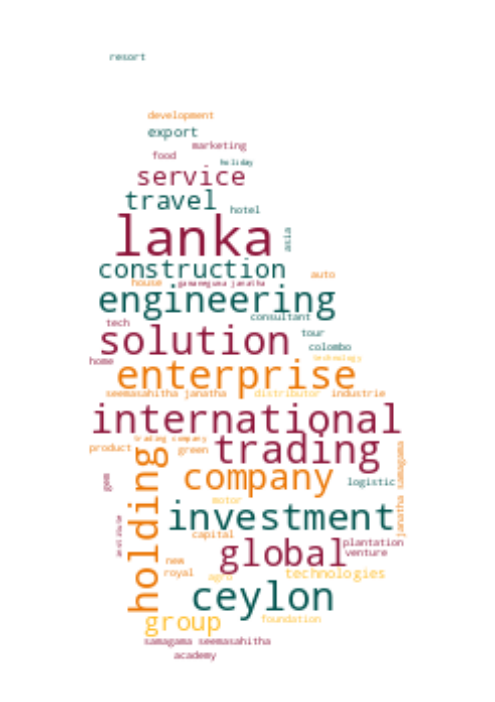 resort
development
export
marketing
food
holiday
service
travel
hotel
lanka
asia
construction
auto
house
gamameguma janatha
engineering
consultant
tech
solution
tour
colombo
home
technology
enterprise
seemasahitha janatha distributor industrie
international
trading company
trading
product
green
janatha samagama
holding
company
gem
logistic
motor
investment
institute
capital
plantation
global
venture
new
royal
agro
technologies
ceylon
group
foundation
samagama seemasahitha
academy